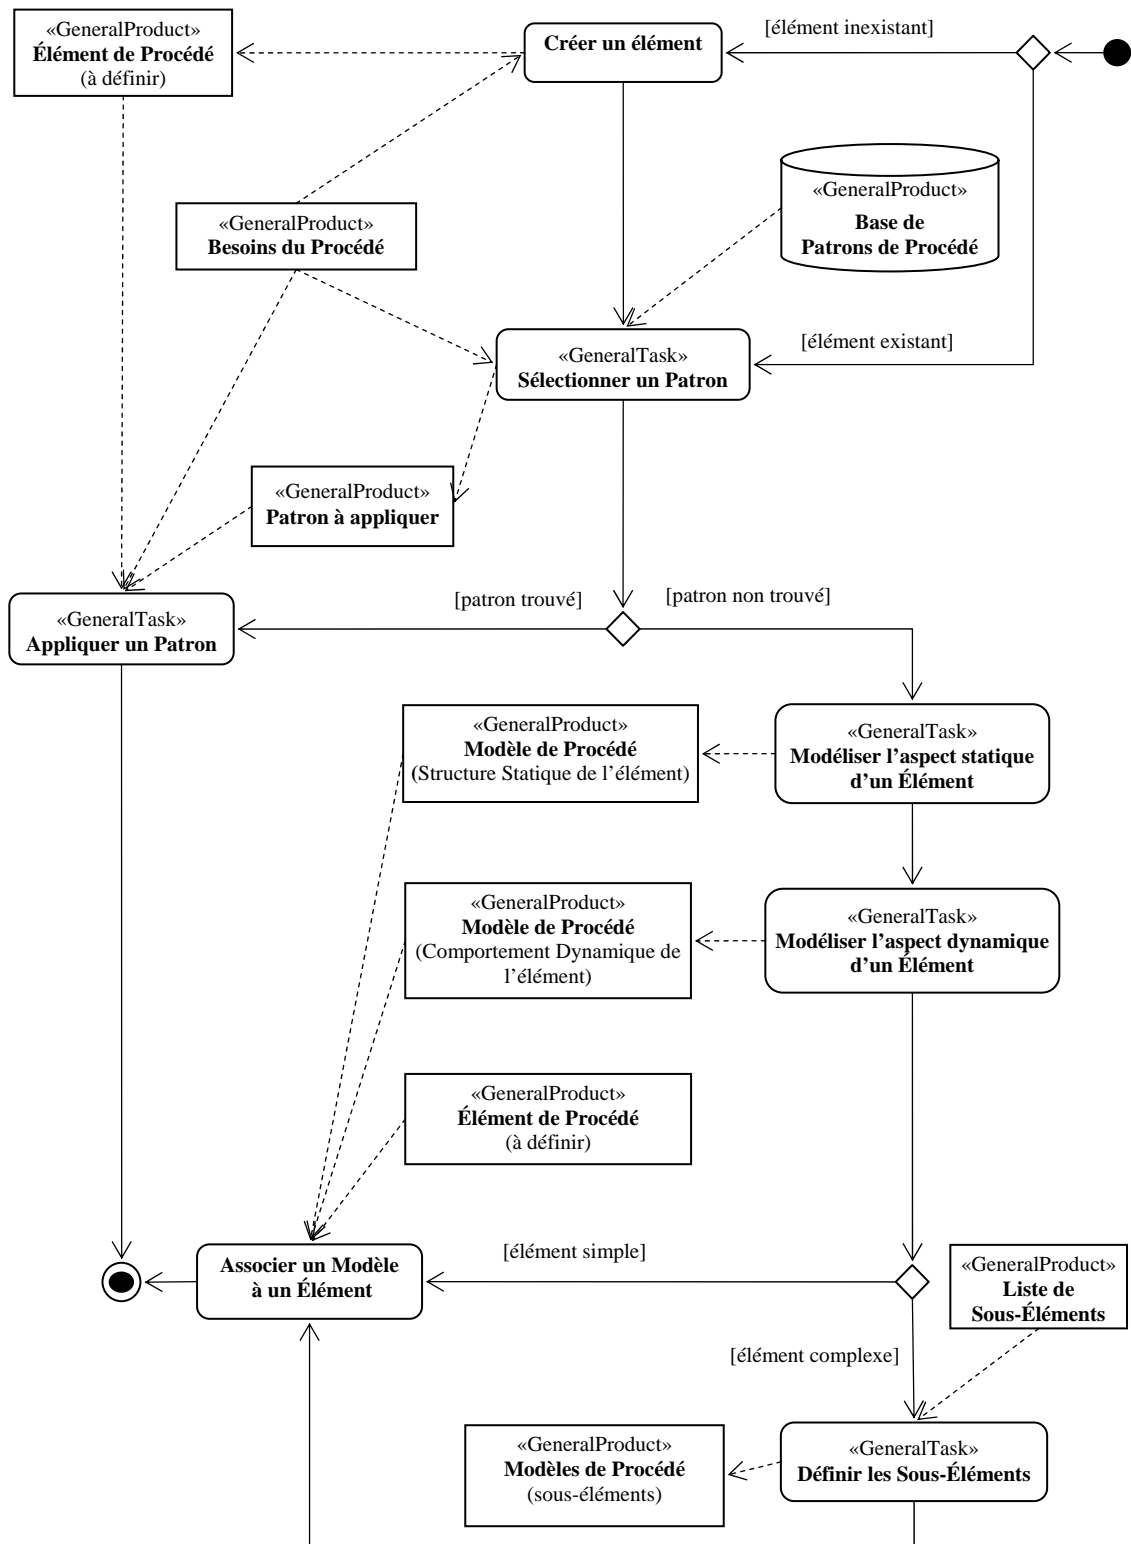 «GeneralProduct»
Élément de Procédé
(à définir)
Créer un élément
[élément inexistant]
«GeneralProduct»
Base de
Patrons de Procédé
«GeneralProduct»
Besoins du Procédé
[élément existant]
«GeneralTask»
Sélectionner un Patron
«GeneralProduct»
Patron à appliquer
[patron trouvé]
[patron non trouvé]
«GeneralTask»
Appliquer un Patron
«GeneralProduct»
Modèle de Procédé
(Structure Statique de l’élément)
«GeneralTask»
Modéliser l’aspect statique
d’un Élément
«GeneralProduct»
Modèle de Procédé
(Comportement Dynamique de
l’élément)
«GeneralTask»
Modéliser l’aspect dynamique
d’un Élément
«GeneralProduct»
Élément de Procédé
(à définir)
[élément simple]
Associer un Modèle
à un Élément
«GeneralProduct»
Liste de
Sous-Éléments
[élément complexe]
«GeneralProduct»
Modèles de Procédé
(sous-éléments)
«GeneralTask»
Définir les Sous-Éléments